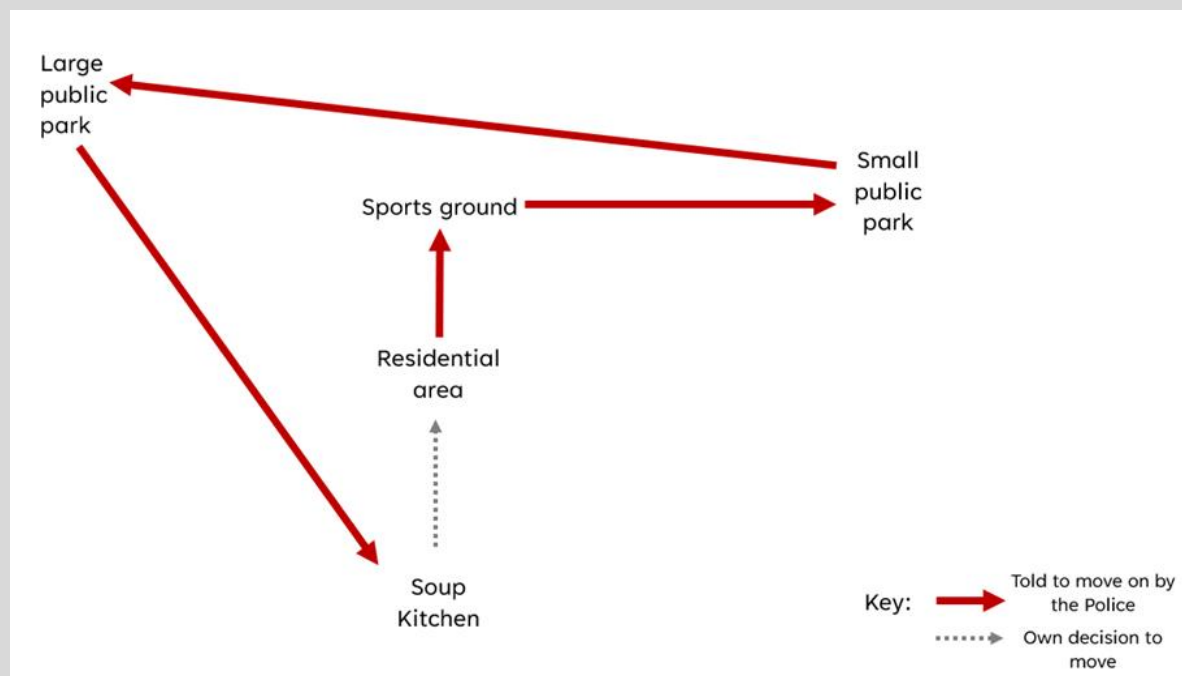 Large
public
park
Small
public
park
Sports ground
Residential
area
Soup
Kitchen
Key:
Told to move on by
the Police
Own decision to
move